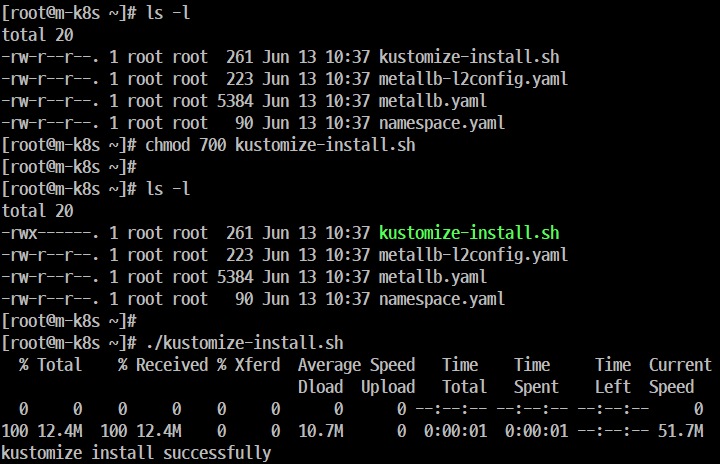 [root@m-k8s ~]# ls -l
total 20
-rw-r--r--. 1 root root  261 Jun 13 10:37 kustomize-install.sh
-rw-r--r--. 1 root root  223 Jun 13 10:37 metallb-l2config.yaml
-rw-r--r--. 1 root root 5384 Jun 13 10:37 metallb.yaml
-rw-r--r--. 1 root root   90 Jun 13 10:37 namespace.yaml
[root@m-k8s ~]# chmod 700 kustomize-install.sh
[root@m-k8s ~]#
[root@m-k8s ~]# ls -l
total 20
-rwx------. 1 root root  261 Jun 13 10:37 kustomize-install.sh
-rw-r--r--. 1 root root  223 Jun 13 10:37 metallb-l2config.yaml
-rw-r--r--. 1 root root 5384 Jun 13 10:37 metallb.yaml
-rw-r--r--. 1 root root   90 Jun 13 10:37 namespace.yaml
[root@m-k8s ~]#
[root@m-k8s ~]# ./kustomize-install.sh
  % Total    % Received % Xferd  Average Speed   Time    Time     Time  Current
                                 Dload  Upload   Total   Spent    Left  Speed
  0     0    0     0    0     0      0      0 --:--:-- --:--:-- --:--:--     0
100 12.4M  100 12.4M    0     0  10.7M      0  0:00:01  0:00:01 --:--:-- 51.7M
kustomize install successfully